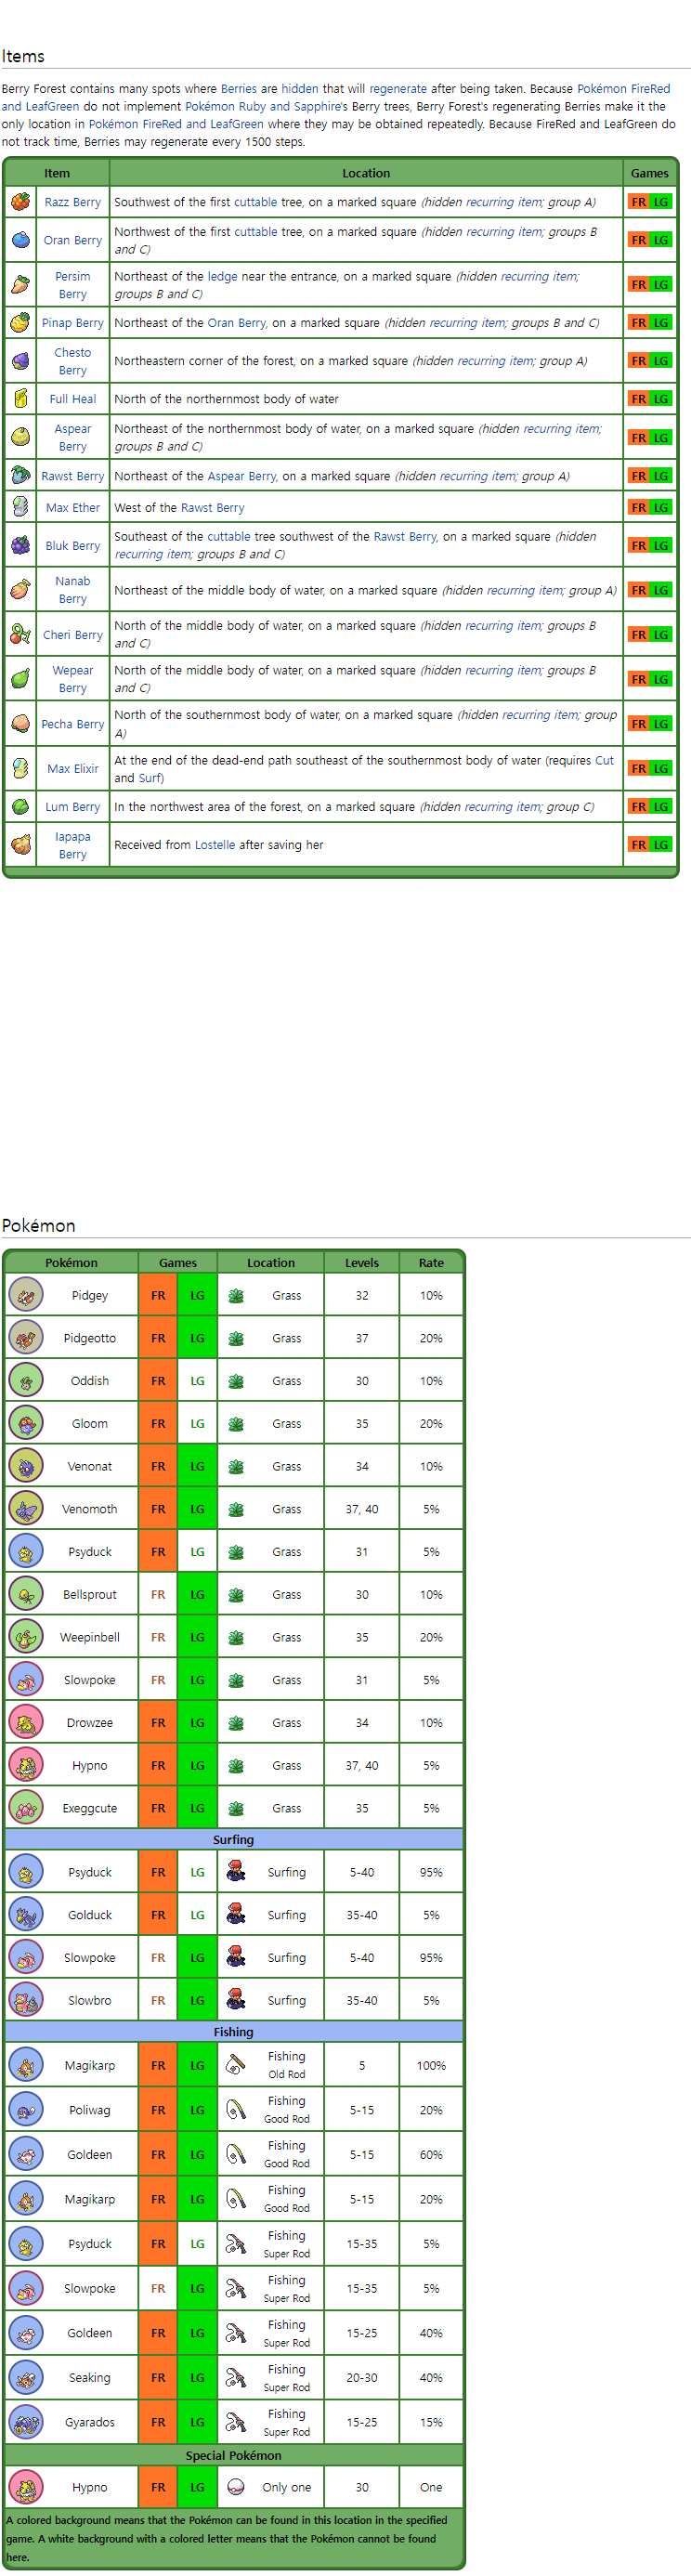 Items
Berry Forest contains many spots where Berries are hidden that will regenerate after being taken. Because Pokémon FireRed
and LeafGreen do not implement Pokémon Ruby and Sapphire's Berry trees, Berry Forest's regenerating Berries make it the
only location in Pokémon FireRed and LeafGreen where they may be obtained repeatedly. Because FireRed and LeafGreen do
not track time, Berries may regenerate every 1500 steps.
Item Location Games
Razz Berry Southwest of the first cuttable tree, on a marked square (hidden recurring item; group A) FR LG
Oran Berry Northwest of the first cuttable tree, on a marked square (hidden recurring item; groups B
and C) FR LG
Persim
Berry Northeast of the ledge near the entrance, on a marked square (hidden recurring item;
groups B and C) FR LG
Pinap Berry Northeast of the Oran Berry, on a marked square (hidden recurring item; groups B and C) FR LG
Chesto
Berry Northeastern corner of the forest, on a marked square (hidden recurring item; group A) FR LG
Full Heal North of the northernmost body of water FR LG
Aspear
Berry Northeast of the northernmost body of water, on a marked square (hidden recurring item;
groups B and C) FR LG
Rawst Berry Northeast of the Aspear Berry, on a marked square (hidden recurring item; group A) FR LG
Max Ether West of the Rawst Berry FR LG
Bluk Berry Southeast of the cuttable tree southwest of the Rawst Berry, on a marked square (hidden
recurring item; groups B and C) FR LG
Nanab
Berry Northeast of the middle body of water, on a marked square (hidden recurring item; group A) FR LG
Cheri Berry North of the middle body of water, on a marked square (hidden recurring item; groups B
and C) FR LG
Wepear
Berry North of the middle body of water, on a marked square (hidden recurring item; groups B
and C) FR LG
Pecha Berry North of the southernmost body of water, on a marked square (hidden recurring item; group
A) FR LG
Max Elixir At the end of the dead-end path southeast of the southernmost body of water (requires Cut
and Surf) FR LG
Lum Berry In the northwest area of the forest, on a marked square (hidden recurring item; group C) FR LG
Iapapa
Berry Received from Lostelle after saving her FR LG
Pokémon
Pokémon Games Location Levels Rate
Pidgey FR LG Grass 32 10%
Pidgeotto FR LG Grass 37 20%
Oddish FR LG Grass 30 10%
Gloom FR LG Grass 35 20%
Venonat FR LG Grass 34 10%
Venomoth FR LG Grass 37, 40 5%
Psyduck FR LG Grass 31 5%
Bellsprout FR LG Grass 30 10%
Weepinbell FR LG Grass 35 20%
Slowpoke FR LG Grass 31 5%
Drowzee FR LG Grass 34 10%
Hypno FR LG Grass 37, 40 5%
Exeggcute FR LG Grass 35 5%
Surfing
Psyduck FR LG Surfing 5-40 95%
Golduck FR LG Surfing 35-40 5%
Slowpoke FR LG Surfing 5-40 95%
Slowbro FR LG Surfing 35-40 5%
Fishing
Magikarp FR LG Fishing
Old Rod 5 100%
Poliwag FR LG Fishing
Good Rod 5-15 20%
Goldeen FR LG Fishing
Good Rod 5-15 60%
Magikarp FR LG Fishing
Good Rod 5-15 20%
Psyduck FR LG Fishing
Super Rod 15-35 5%
Slowpoke FR LG Fishing
Super Rod 15-35 5%
Goldeen FR LG Fishing
Super Rod 15-25 40%
Seaking FR LG Fishing
Super Rod 20-30 40%
Gyarados FR LG Fishing
Super Rod 15-25 15%
Special Pokémon
Hypno FR LG Only one 30 One
A colored background means that the Pokémon can be found in this location in the specified
game. A white background with a colored letter means that the Pokémon cannot be found
here.